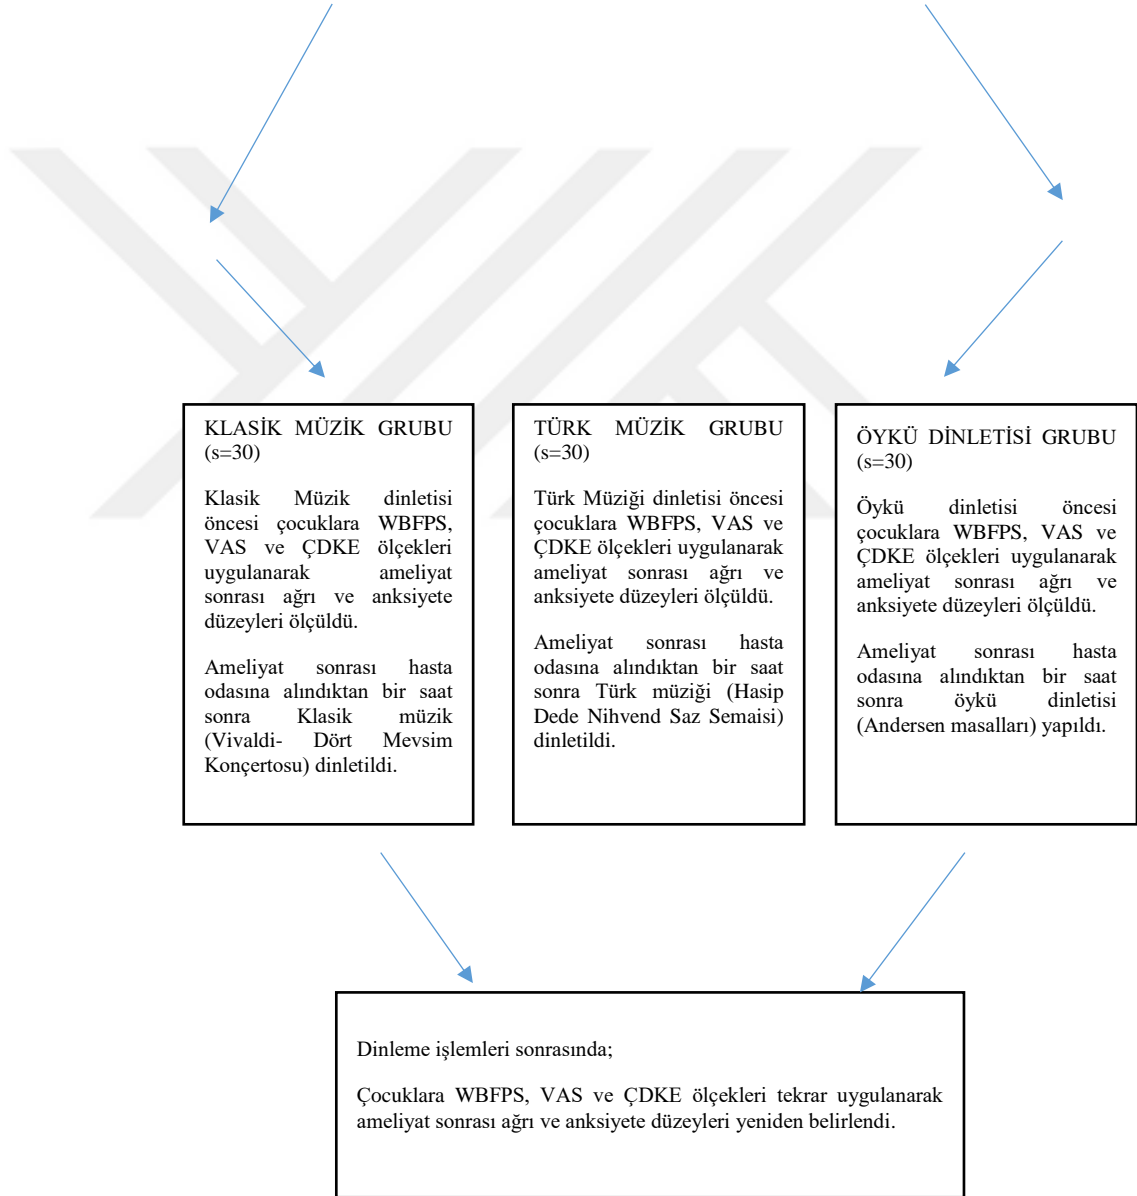 KLASİK MÜZİK GRUBU
(s=30)
Klasik Müzik dinletisi
öncesi çocuklara WBFPS,
VAS ve ÇDKE ölçekleri
uygulanarak ameliyat
sonrası ağrı ve anksiyete
düzeyleri ölçüldü.
Ameliyat sonrası hasta
odasına alındıktan bir saat
sonra Klasik müzik
(Vivaldi- Dört Mevsim
Konçertosu) dinletildi.
TÜRK MÜZİK GRUBU
(s=30)
Türk Müziği dinletisi öncesi
çocuklara WBFPS, VAS ve
ÇDKE ölçekleri uygulanarak
ameliyat sonrası ağrı ve
anksiyete düzeyleri ölçüldü.
Ameliyat sonrası hasta
odasına alındıktan bir saat
sonra Türk müziği (Hasip
Dede Nihvend Saz Semaisi)
dinletildi.
ÖYKÜ DİNLETİSİ GRUBU
(s=30)
Öykü dinletisi öncesi
çocuklara WBFPS, VAS ve
ÇDKE ölçekleri uygulanarak
ameliyat sonrası ağrı ve
anksiyete düzeyleri ölçüldü.
Ameliyat sonrası hasta
odasına alındıktan bir saat
sonra öykü dinletisi
(Andersen masalları) yapıldı.
Dinleme işlemleri sonrasında;
Çocuklara WBFPS, VAS ve ÇDKE ölçekleri tekrar uygulanarak
ameliyat sonrası ağrı ve anksiyete düzeyleri yeniden belirlendi.